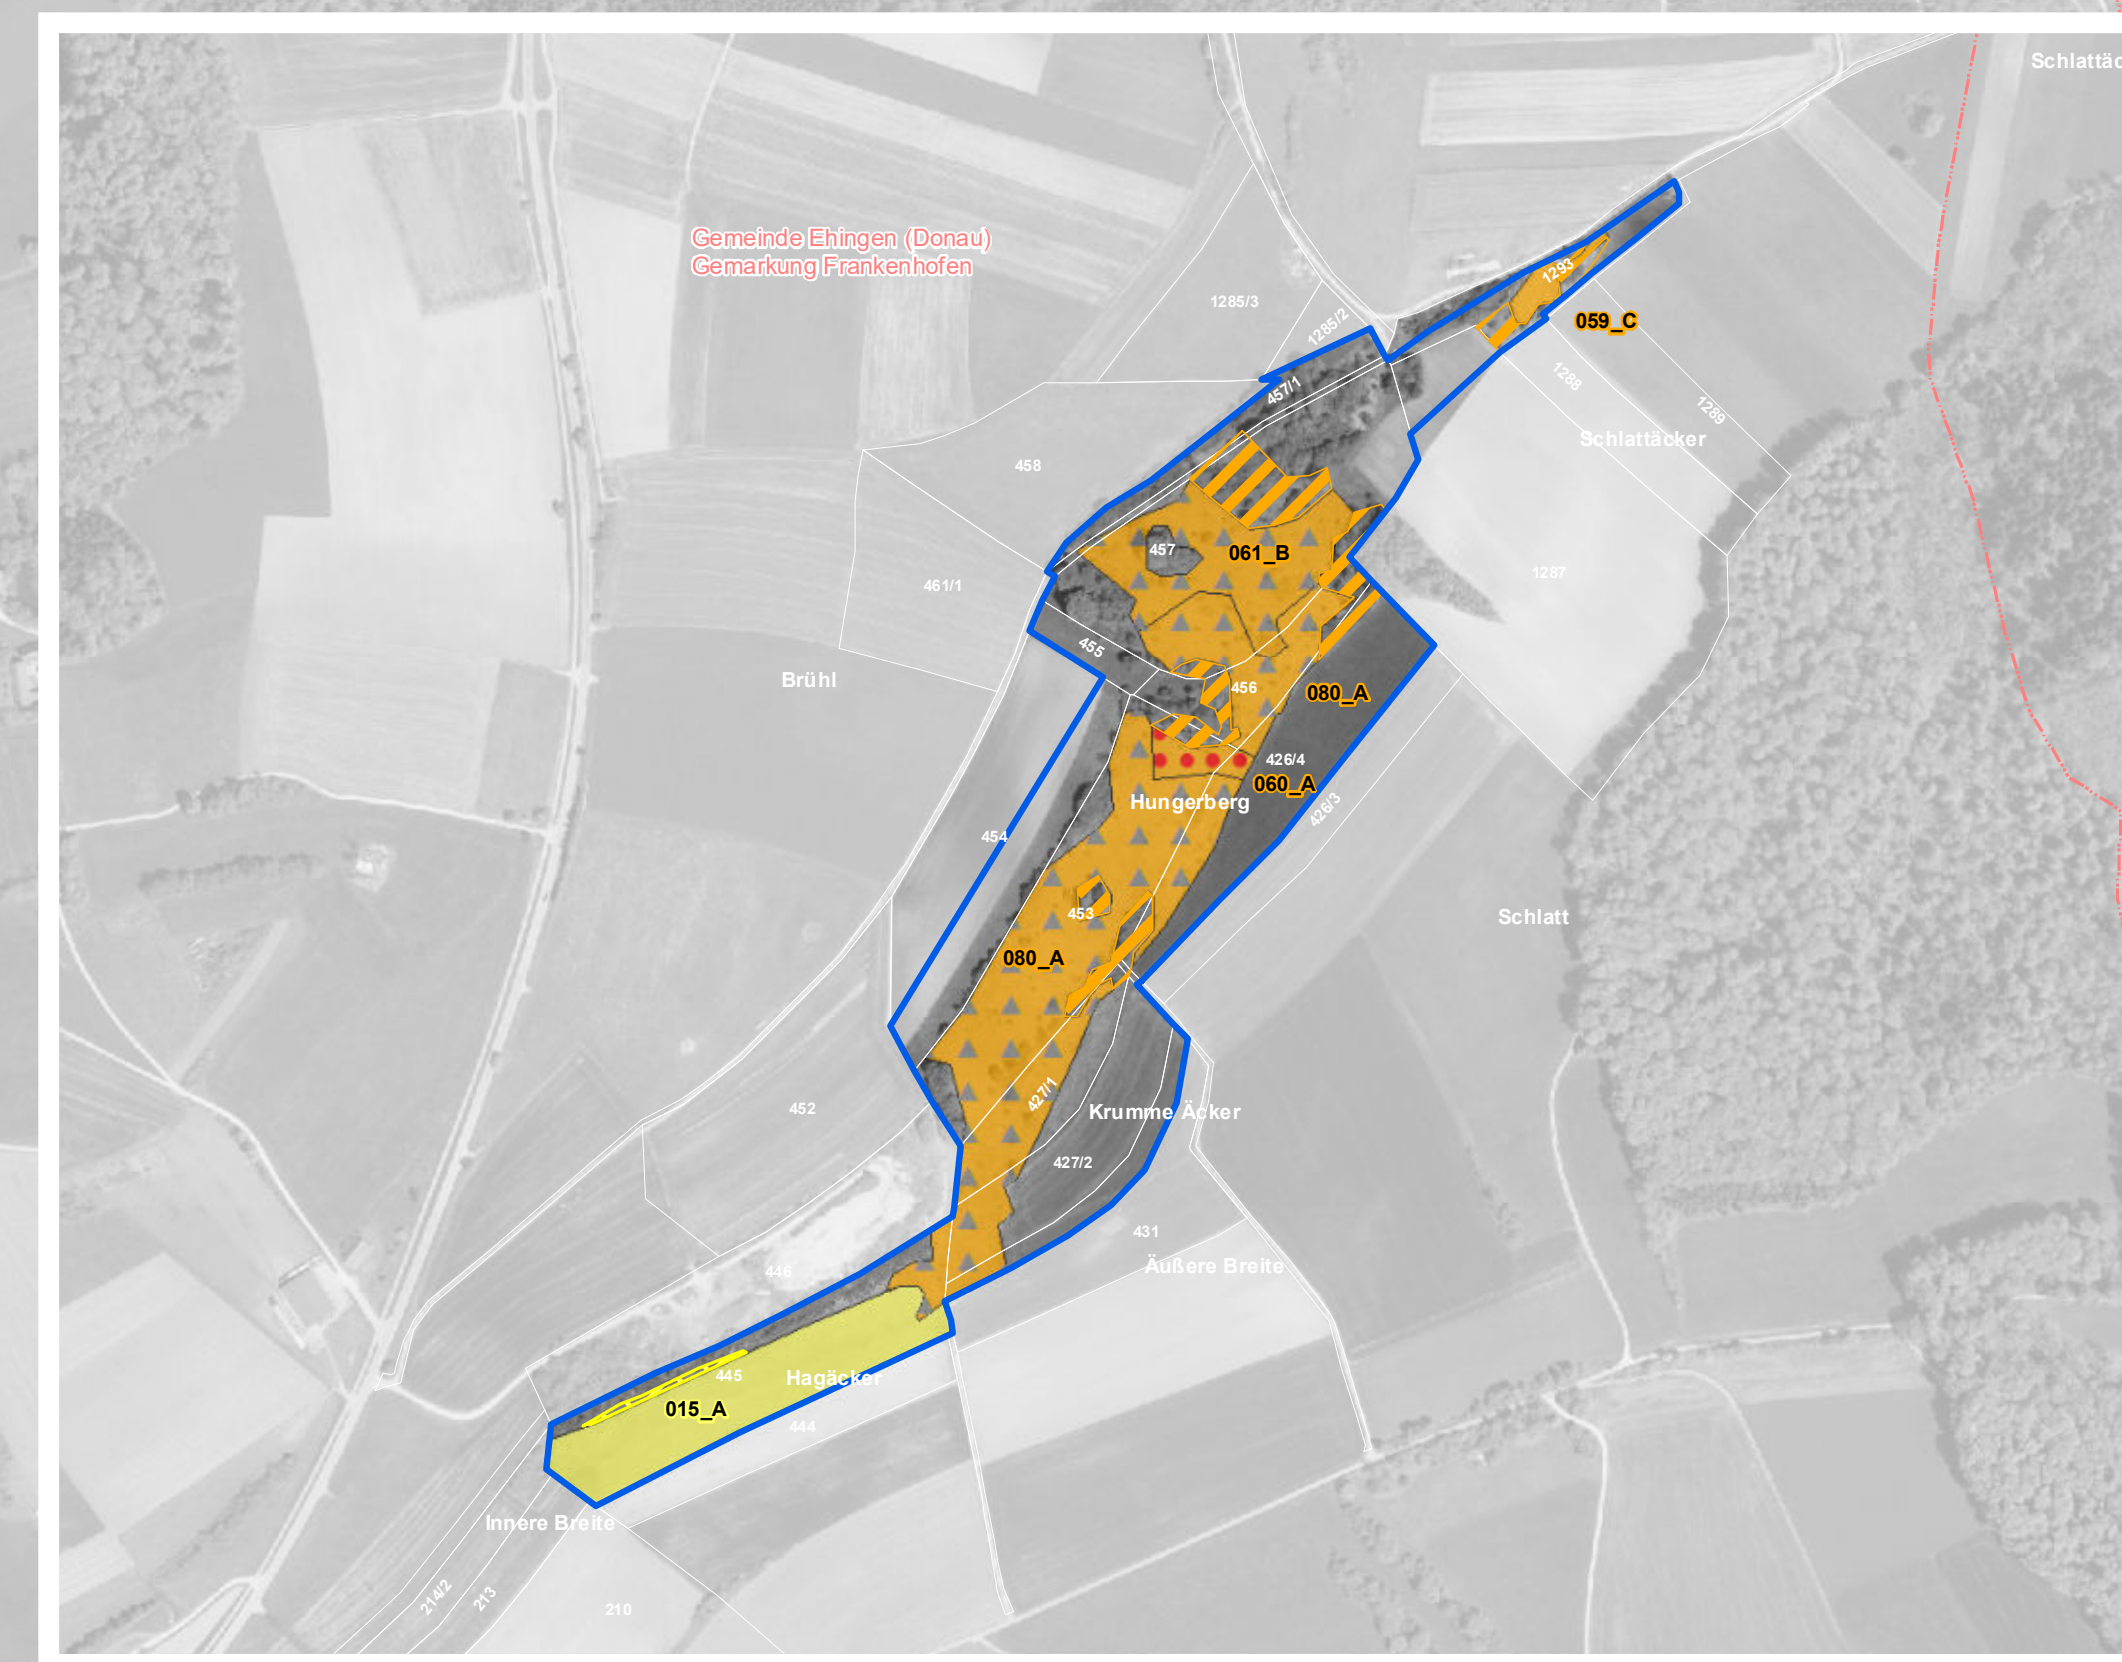 Schlattäc
Gemeinde Ehingen (Donau)
Gemarkung Frankenhofen
1293
1285/3
1285/2
059_C
1288
457/1
1289
Schlattäcker
458
457
061_B
1287
461/1
455
Brühl
456
080_A
426/4
060_A
Hungerberg
426/3
454
453
Schlatt
080_A
427/1
452
Krumme Äcker
427/2
431
Äußere Breite
446
445
Hagäcker
015_A
444
Innere Breite
214/2
213
210